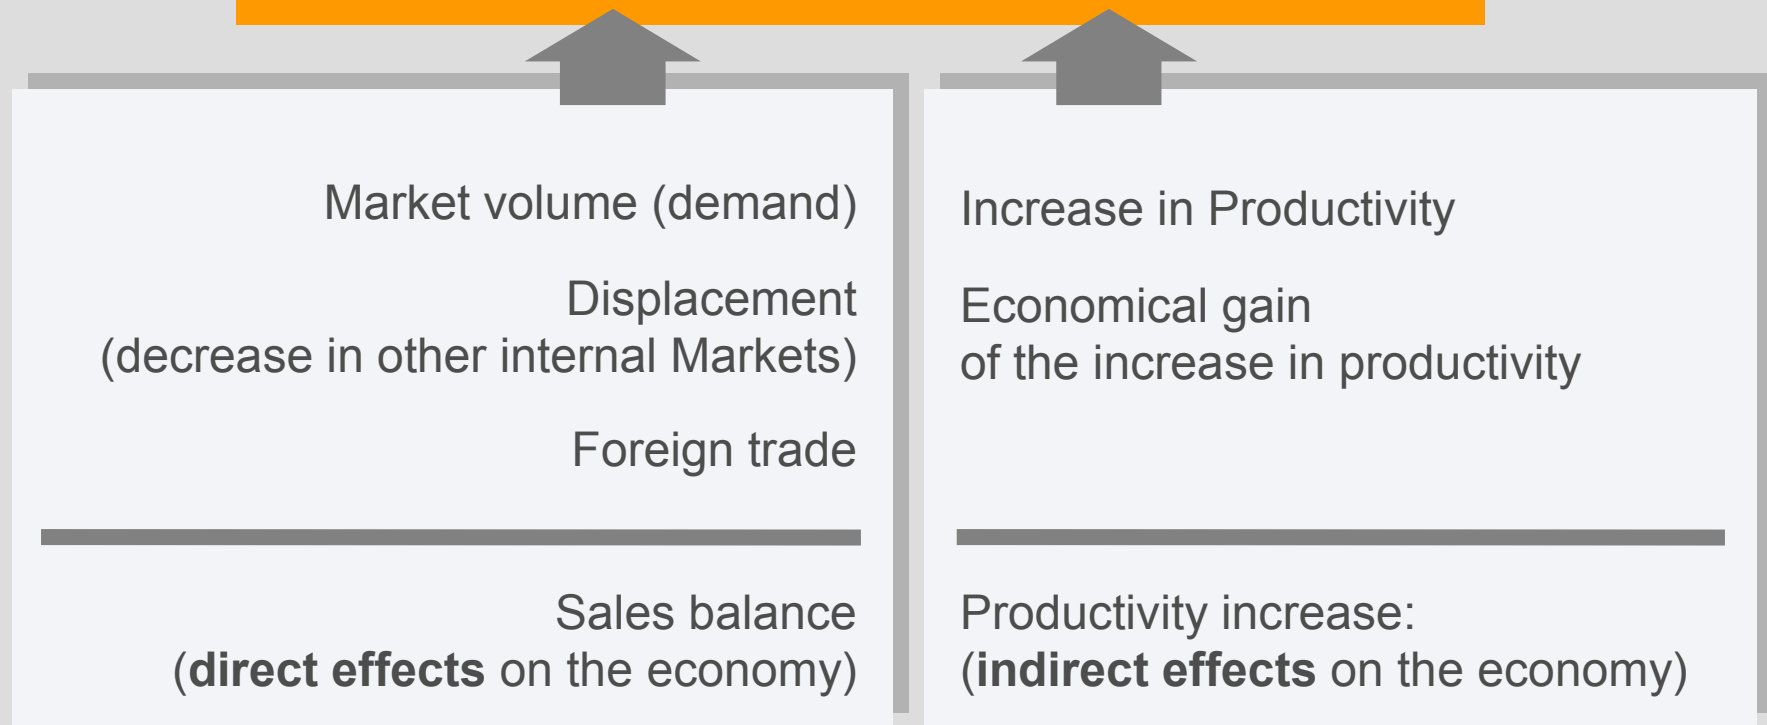 Market volume (demand)
Displacement
(decrease in other internal Markets)
Foreign trade
Sales balance
(direct effects on the economy)
Increase in Productivity
Economical gain
of the increase in productivity
Productivity increase:
(indirect effects on the economy)